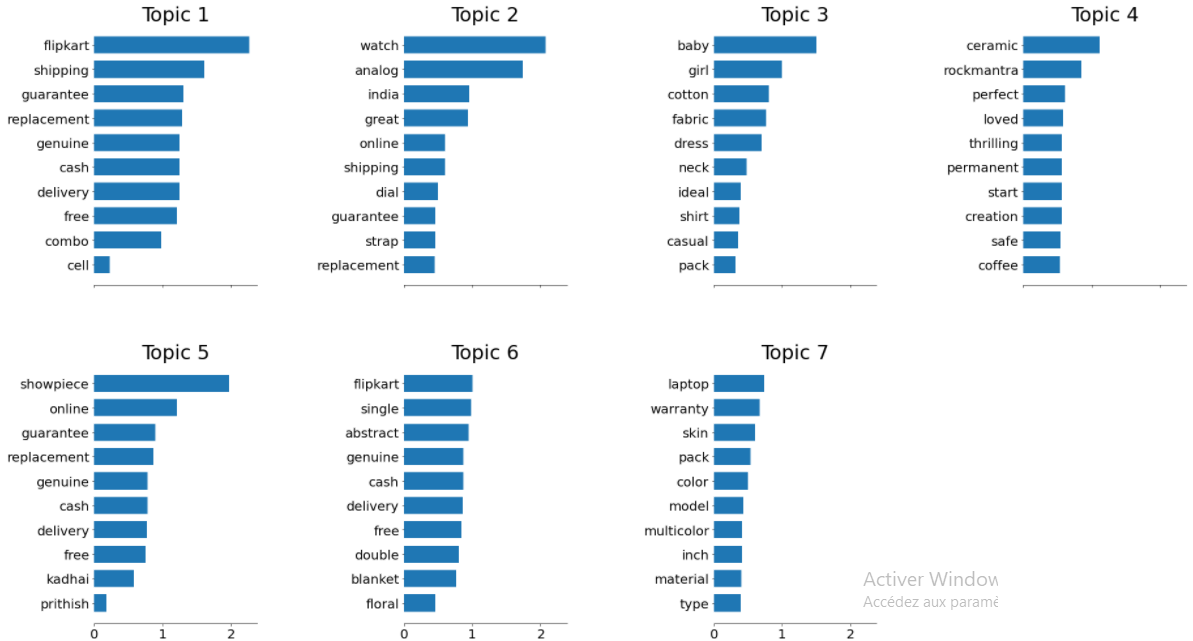 Topic 1
flipkart
shipping
guarantee
replacement
genuine
cash
delivery
free
combo
cell
Topic 2
watch
analog
india
great
online
shipping
dial
guarantee
strap
replacement
Topic 3
baby
girl
cotton
fabric
dress
neck
ideal
shirt
casual
pack
Topic 4
ceramic
rockmantra
perfect
loved
thrilling
permanent
start
creation
safe
coffee
Topic 5
showpiece
online
guarantee
replacement
genuine
cash
delivery
free
kadhai
prithish
0 1 2
Topic 6
flipkart
single
abstract
genuine
cash
delivery
free
double
blanket
floral
0 1 2
Topic 7
laptop
warranty
skin
pack
color
model
multicolor
inch
material
type
0 1 2
Activer Window
Accédez aux paramé